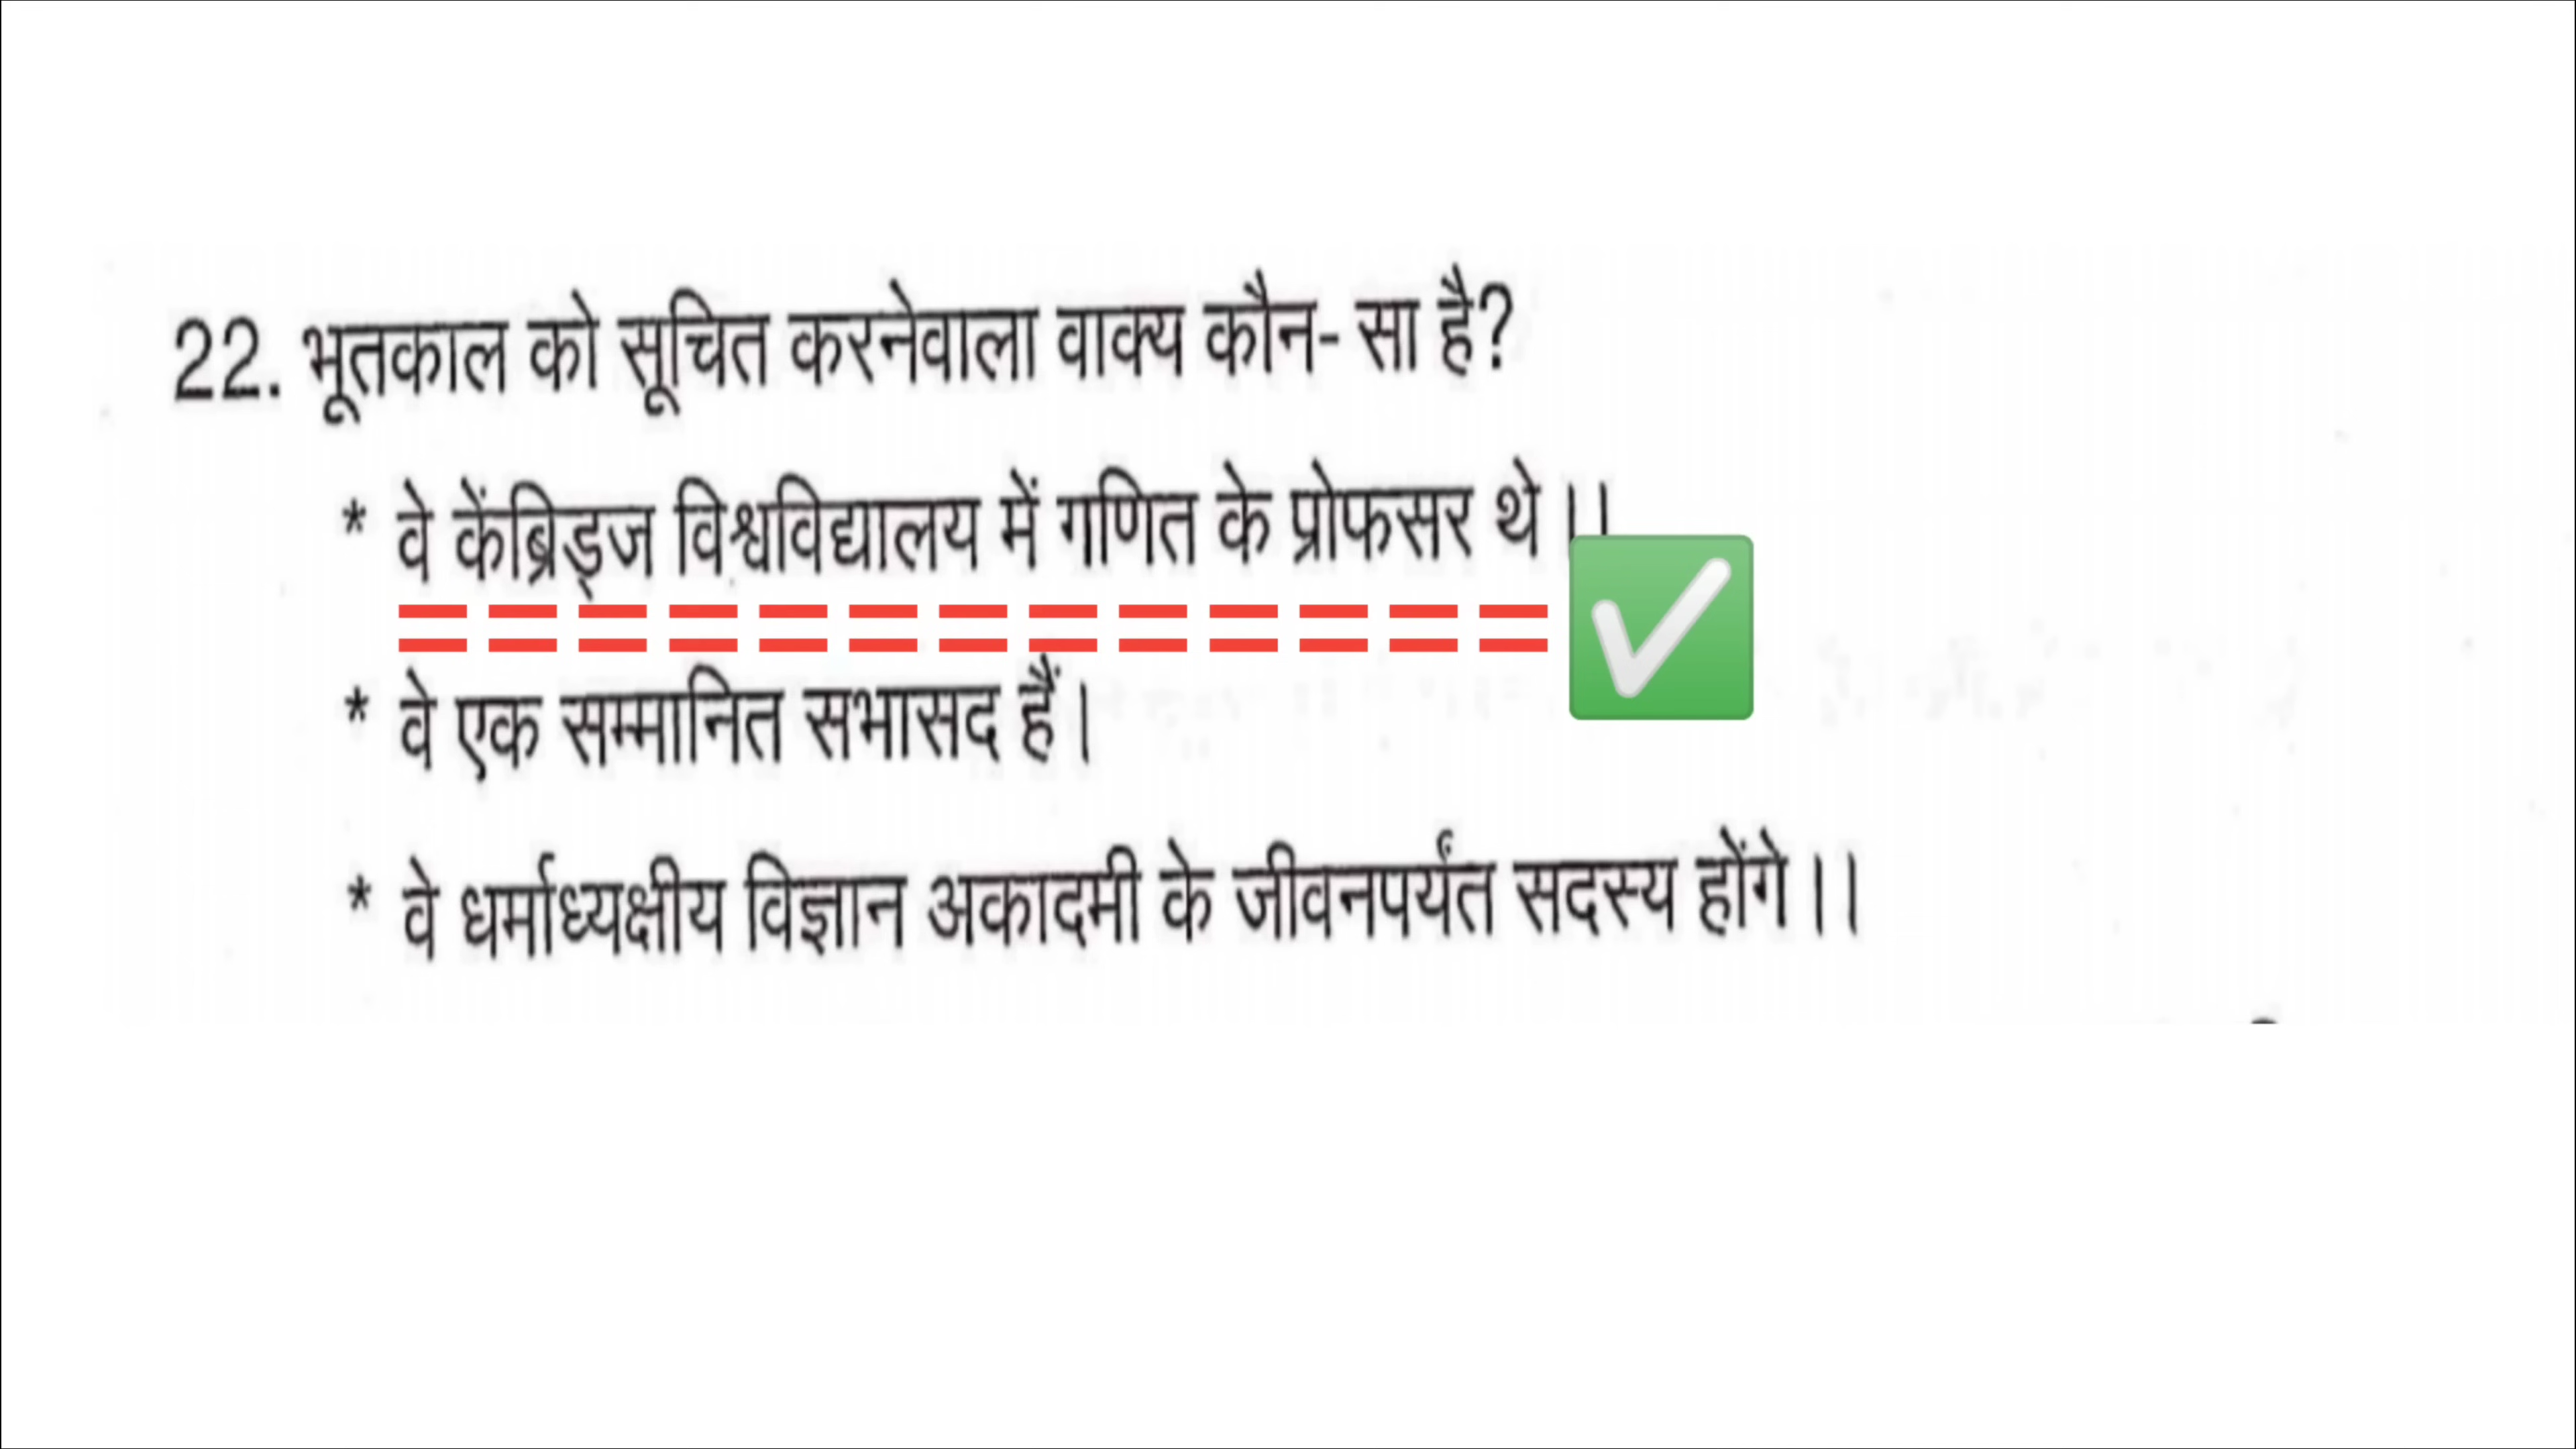 22. भूतकाल को सूचित करनेवाला वाक्य कौन- सा है?
* वे केंब्रिड्ज विश्वविद्यालय में गणित के प्रोफसर थे ।।
* वे एक सम्मानित सभासद हैं।
* वे धर्माध्यक्षीय विज्ञान अकादमी के जीवनपर्यंत सदस्य होंगे ।।